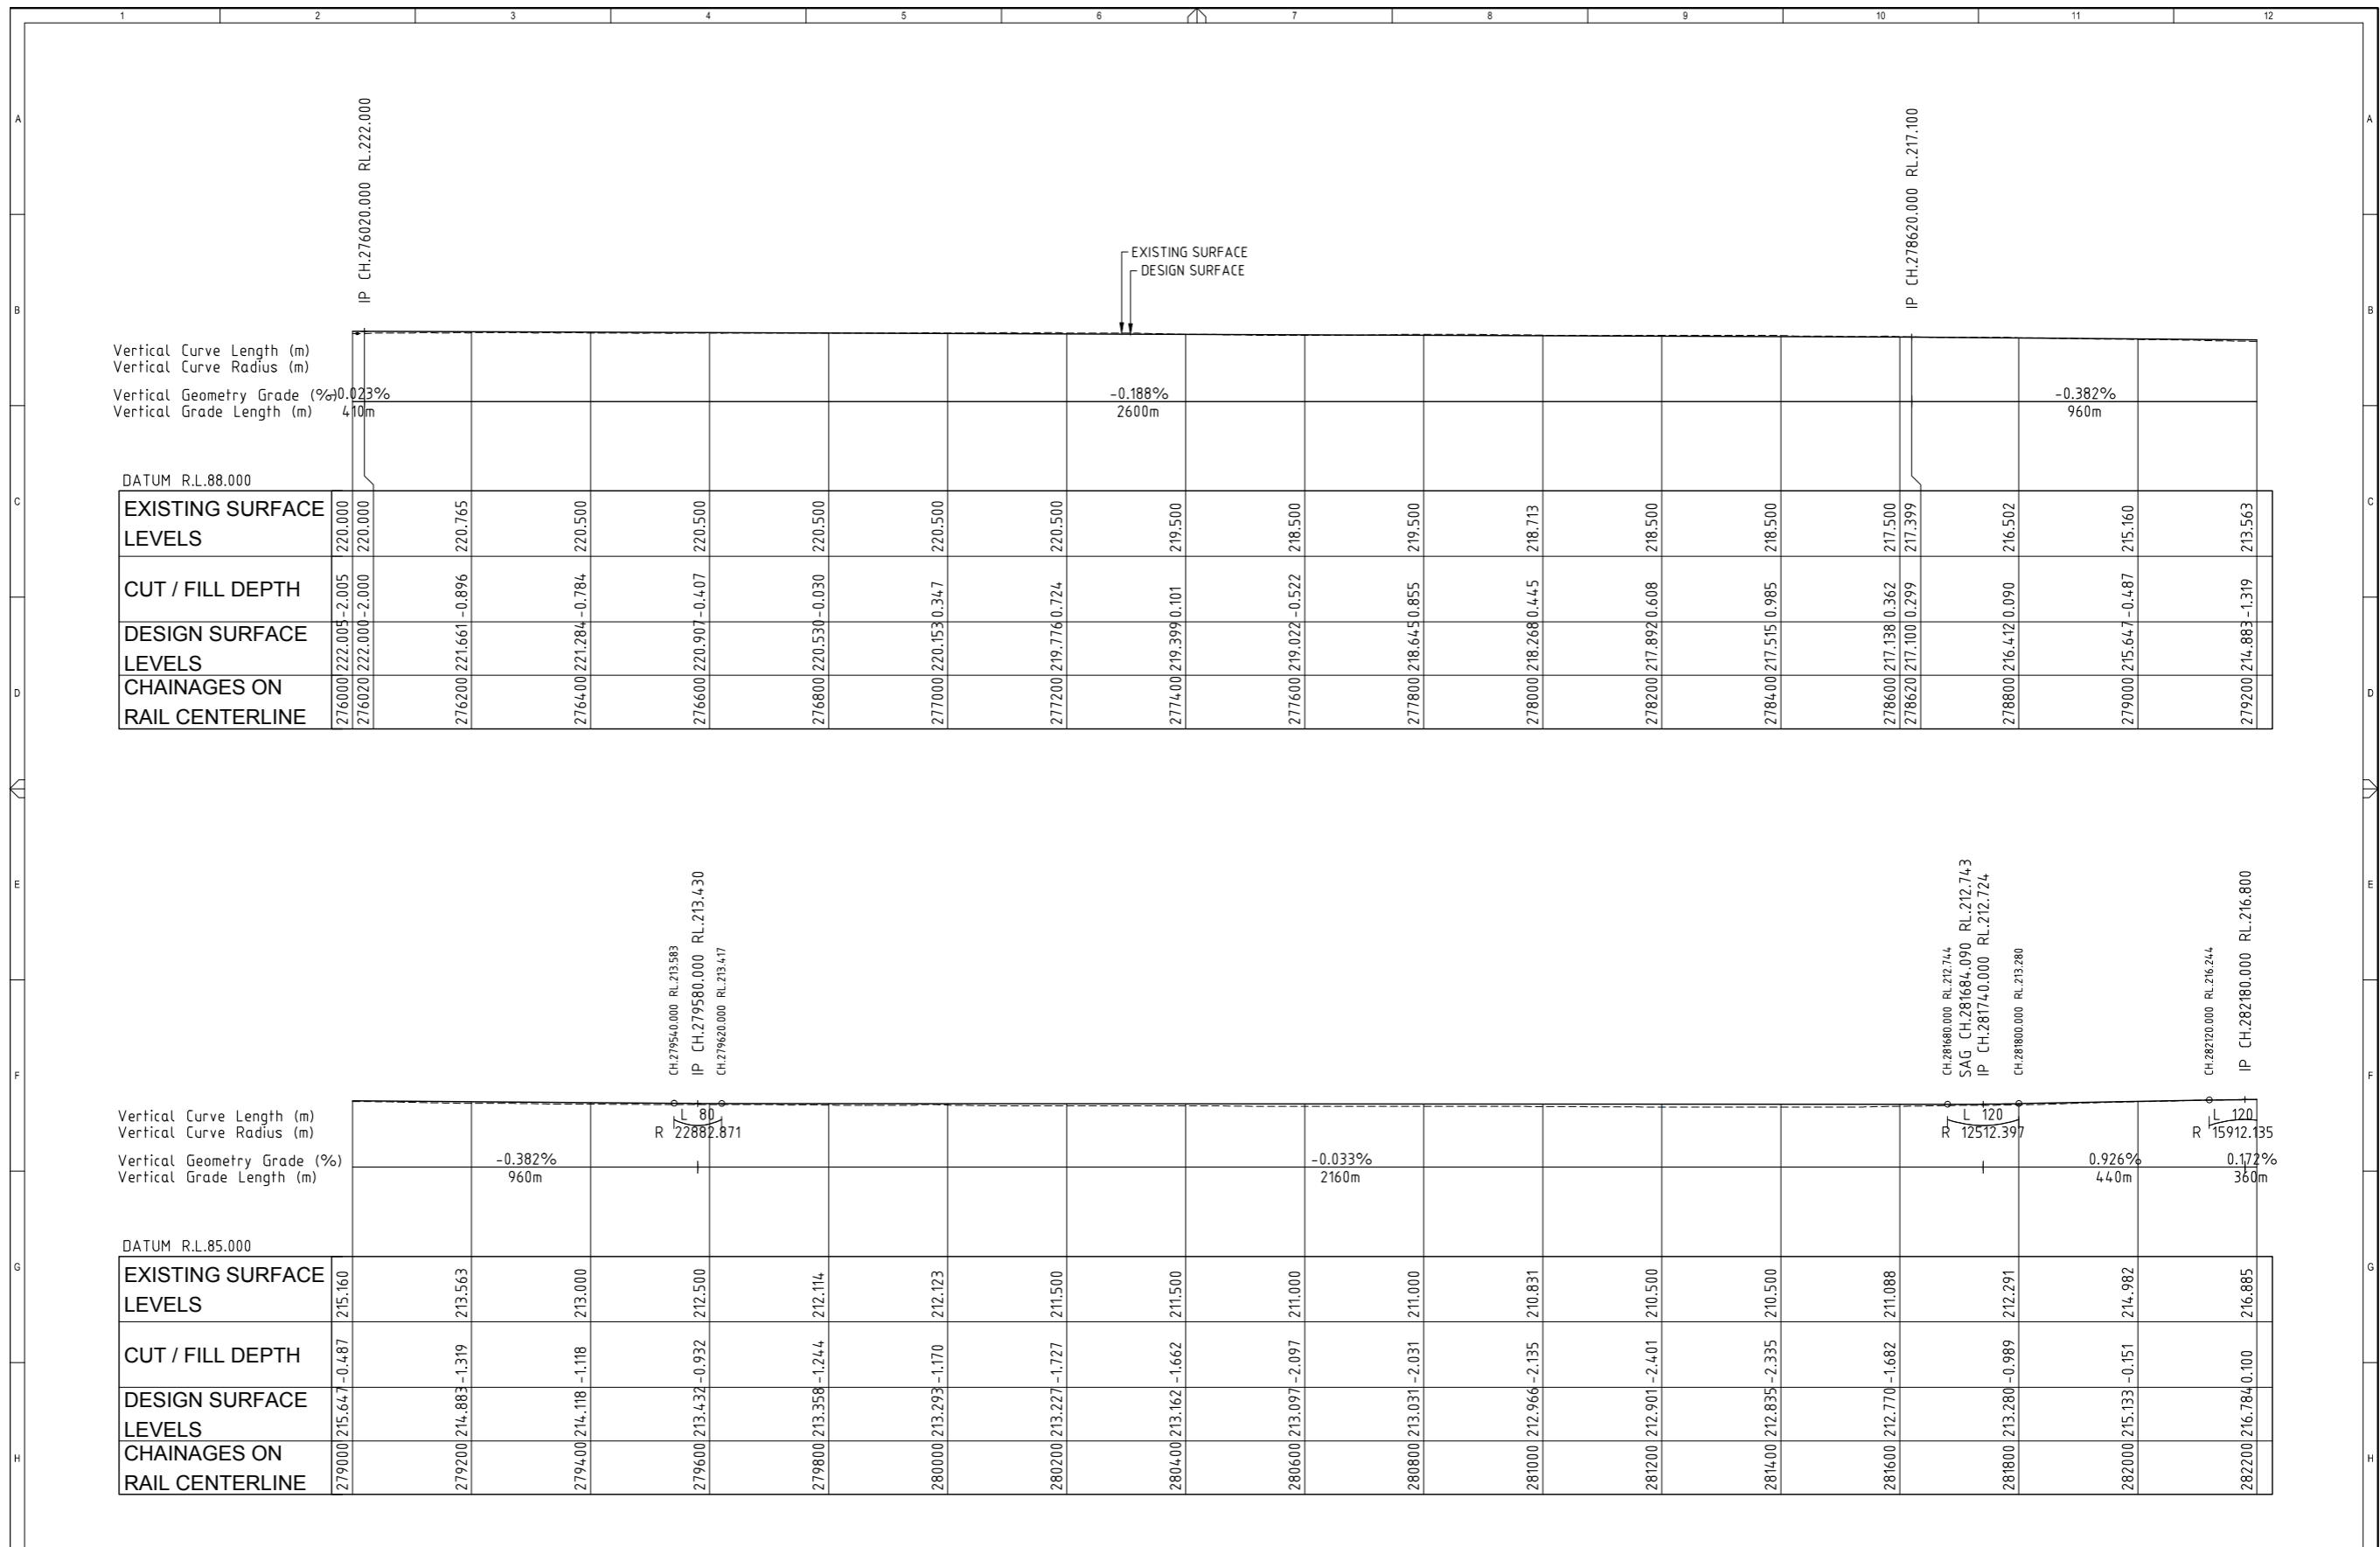 1 2 3 4 5 6 7 8 9 10 11 12
A A
IP CH.276020.000 RL.222.000
IP CH.278620.000 RL.217.100
EXISTING SURFACE
DESIGN SURFACE
B B
Vertical Curve Length (m)
Vertical Curve Radius (m)
Vertical Geometry Grade (%) -0.023% -0.188% -0.382%
Vertical Grade Length (m) 410m 2600m 960m
DATUM R.L.88.000
C C
EXISTING SURFACE LEVELS 220.000 220.000 220.765 220.500 220.500 220.500 220.500 220.500 219.500 218.500 219.500 218.713 218.500 218.500 217.500 217.399 216.502 215.160 213.563
CUT / FILL DEPTH -2.005 -2.000 -0.896 -0.784 -0.407 -0.030 0.347 0.724 0.101 -0.522 0.855 0.445 0.608 0.985 0.362 0.299 0.090 -0.487 -1.319
DESIGN SURFACE LEVELS 222.005 222.000 221.661 221.284 220.907 220.530 220.153 219.776 219.399 219.022 218.645 218.268 217.892 217.515 217.138 217.100 216.412 215.647 214.883
D D
CHAINAGES ON RAIL CENTERLINE 276000 276020 276200 276400 276600 276800 277000 277200 277400 277600 277800 278000 278200 278400 278600 278620 278800 279000 279200
E E
CH.279540.000 RL.213.583
IP CH.279580.000 RL.213.430
CH.279620.000 RL.213.417
CH.281680.000 RL.212.744
SAG CH.281684.090 RL.212.743
IP CH.281740.000 RL.212.724
CH.281800.000 RL.213.280
CH.282120.000 RL.216.244
IP CH.282180.000 RL.216.800
F F
Vertical Curve Length (m) L 80 L 120 L 120
Vertical Curve Radius (m) R 22882.871 R 12512.397 R 15912.135
Vertical Geometry Grade (%) -0.382% -0.033% 0.926% 0.172%
Vertical Grade Length (m) 960m 2160m 440m 360m
DATUM R.L.85.000
G G
EXISTING SURFACE LEVELS 215.160 213.563 213.000 212.500 212.114 212.123 211.500 211.500 211.000 211.000 210.831 210.500 210.500 211.088 212.291 214.982 216.885
CUT / FILL DEPTH -0.487 -1.319 -1.118 -0.932 -1.244 -1.170 -1.727 -1.662 -2.097 -2.031 -2.135 -2.401 -2.335 -1.682 -0.989 -0.151 0.100
DESIGN SURFACE LEVELS 215.647 214.883 214.118 213.432 213.358 213.293 213.227 213.162 213.097 213.031 212.966 212.901 212.835 212.770 213.280 215.133 216.784
H H
CHAINAGES ON RAIL CENTERLINE 279000 279200 279400 279600 279800 280000 280200 280400 280600 280800 281000 281200 281400 281600 281800 282000 282200